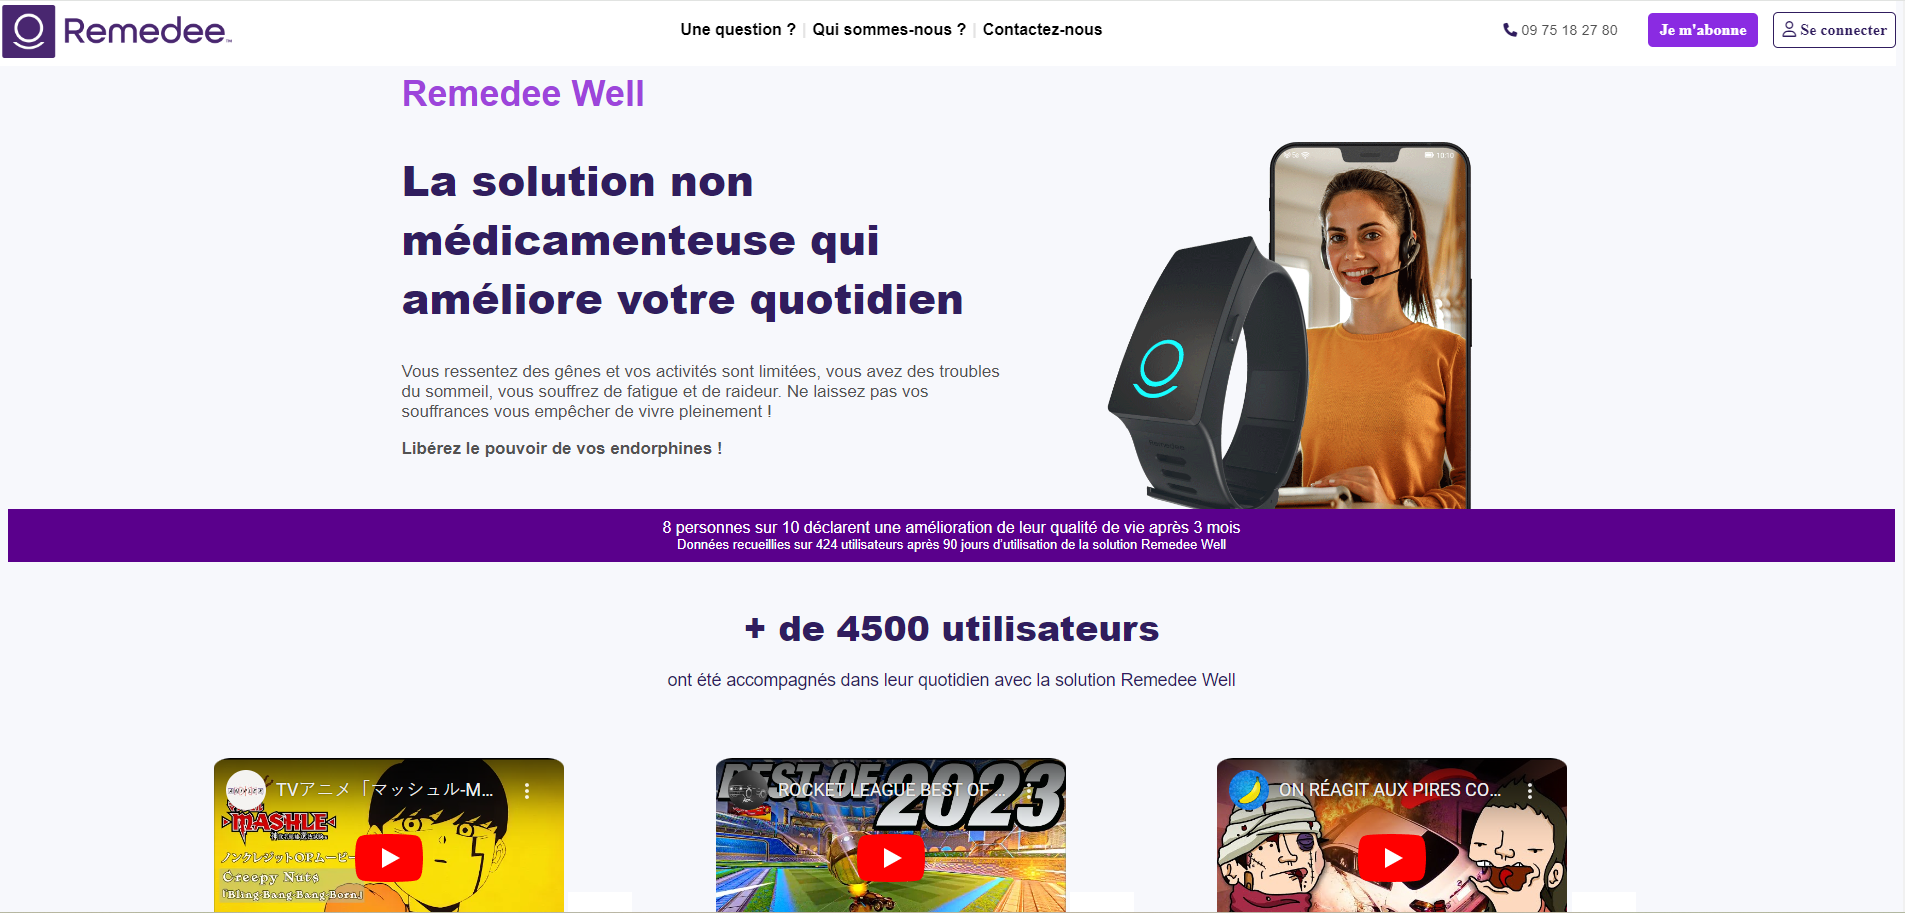 Remedee
Une question ? | Qui sommes-nous ? | Contactez-nous
09 75 18 27 80
Je m'abonne
Se connecter
Remedee Well
La solution non
médicamenteuse qui
améliore votre quotidien
Vous ressentez des gênes et vos activités sont limitées, vous avez des troubles
du sommeil, vous souffrez de fatigue et de raideur. Ne laissez pas vos
souffrances vous empêcher de vivre pleinement !
Libérez le pouvoir de vos endorphines !
10:10
8 personnes sur 10 déclarent une amélioration de leur qualité de vie après 3 mois
Données recueillies sur 424 utilisateurs après 90 jours d'utilisation de la solution Remedee Well
+ de 4500 utilisateurs
ont été accompagnés dans leur quotidien avec la solution Remedee Well
TVアニメ「マッシュル-M...
MASHLE
ノンクレジットOPムービー
Creepy Nuts
「Bling-Bang-Bang-Born」
BEST OF
2023
ROCKET LEAGUE BEST OF ...
ON RÉAGIT AUX PIRES CO...